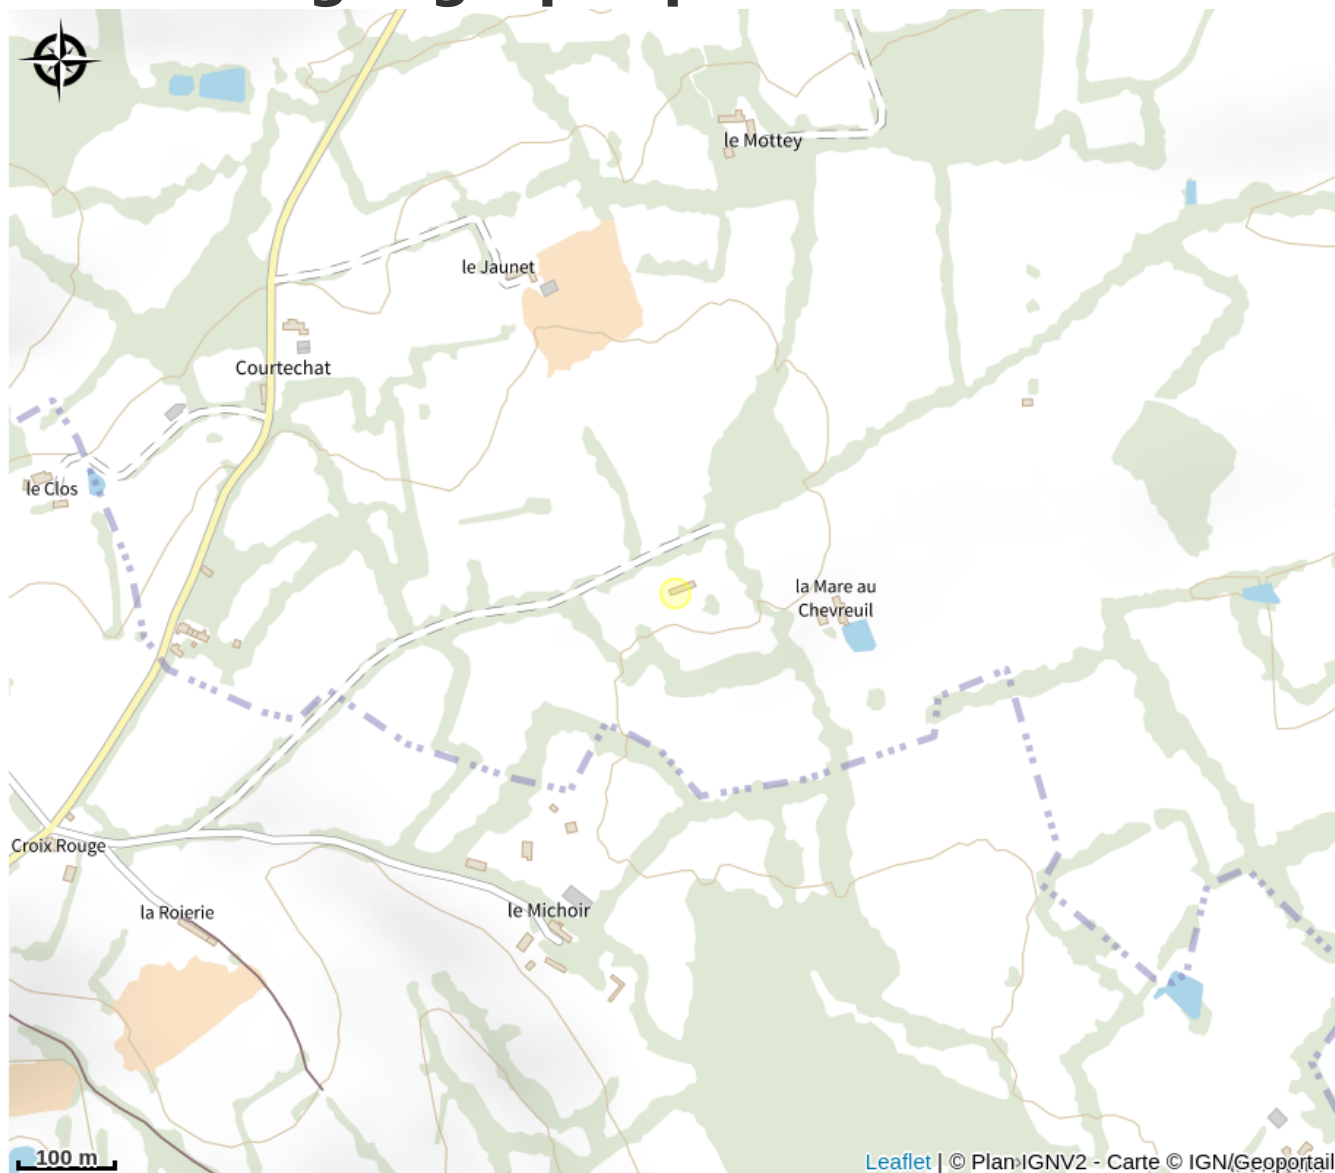 le Mottey
le Jaunet
Courtechat
le Clos
la Mare au
Chevreuil
Croix Rouge
la Roierie
le Michoir
100 m
Leaflet | © Plan IGNV2 - Carte © IGN/Geoportail